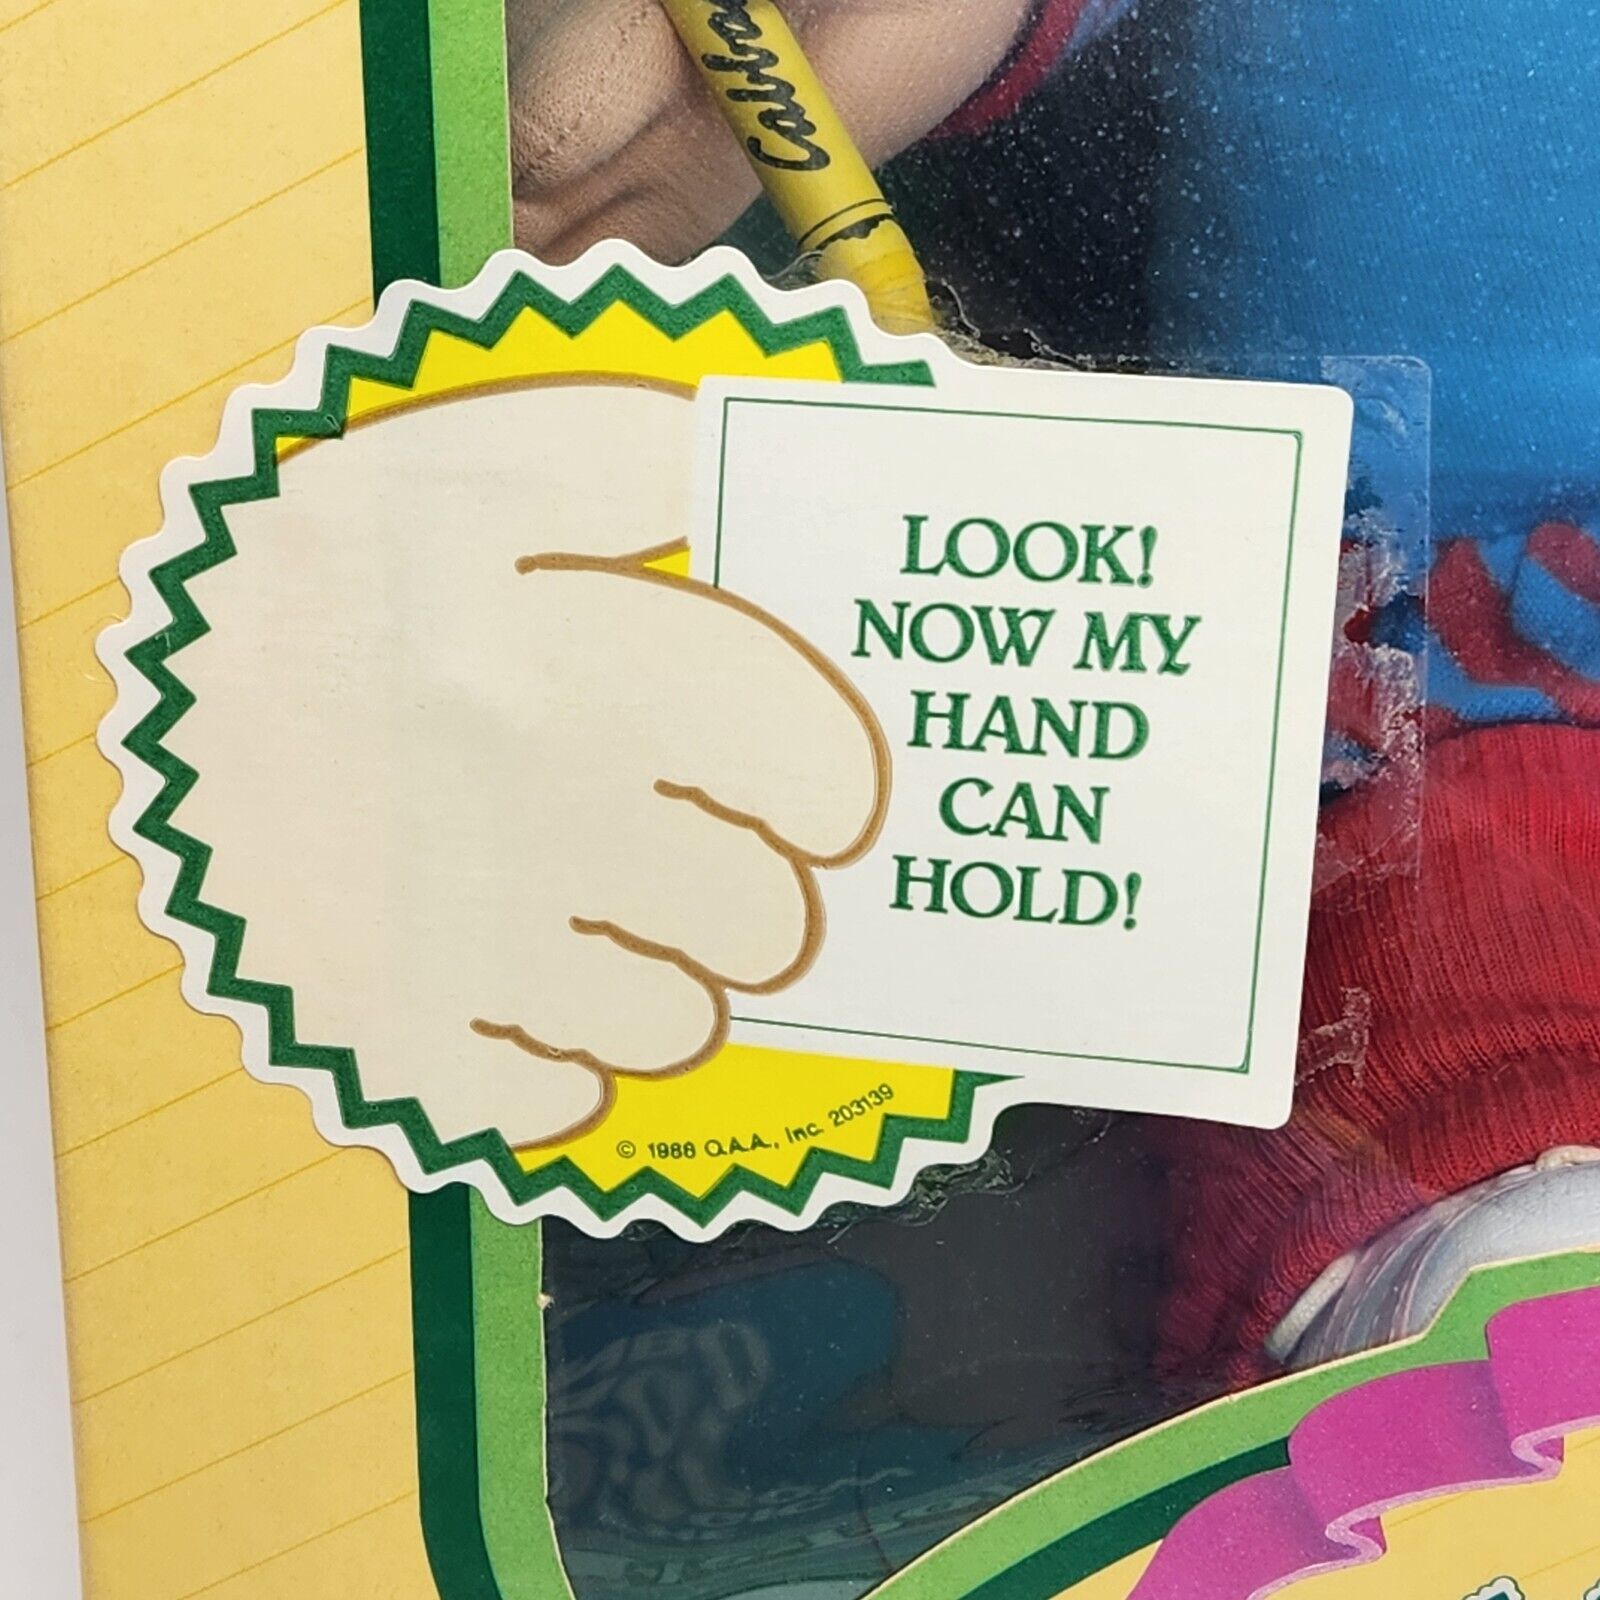 LOOK!
NOW MY
HAND
CAN
HOLD!
© 1988 O.A.A., Inc. 203139